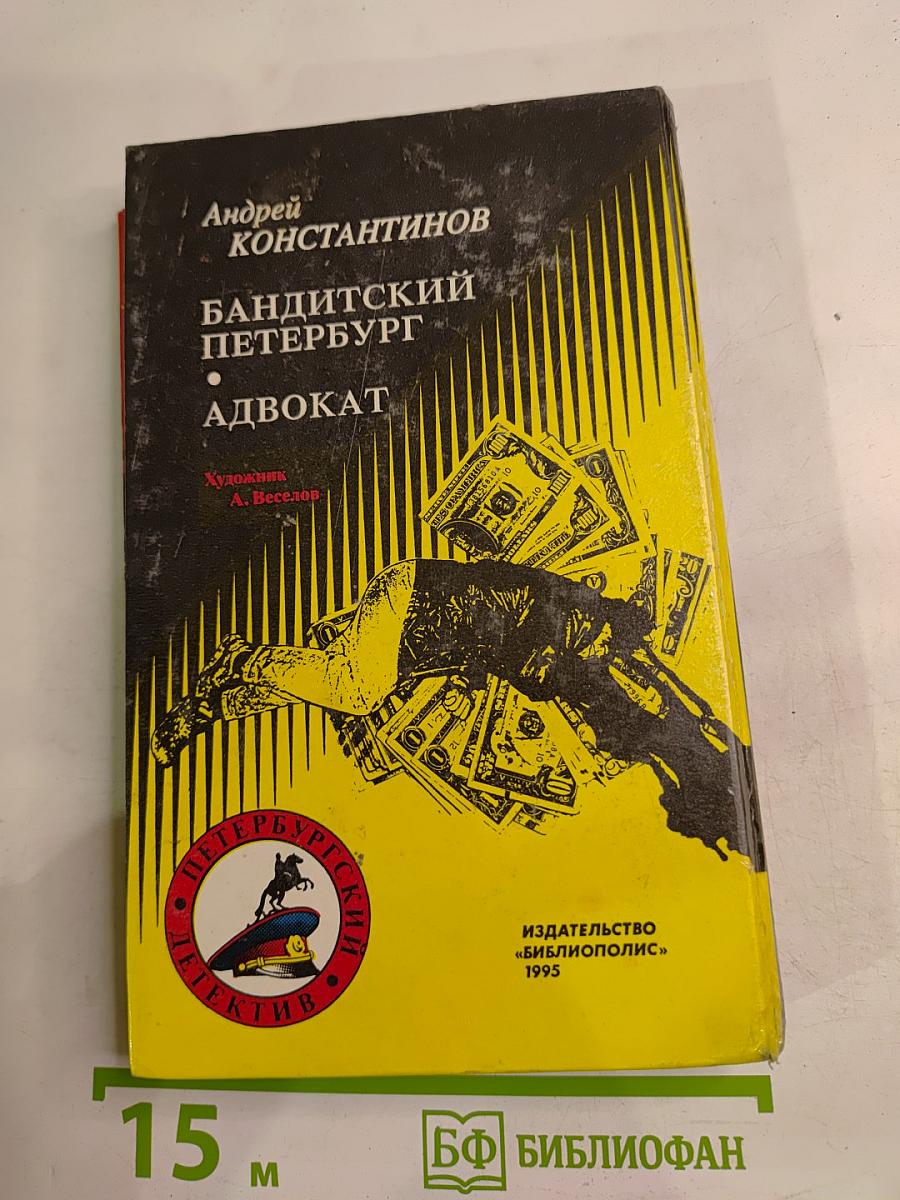 Андрей
КОНСТАНТИНОВ
БАНДИТСКИЙ
ПЕТЕРБУРГ
•
АДВОКАТ
Художник
А. Веселов
• ПЕТЕРБУРГСКИЙ • ДЕТЕКТИВ
ИЗДАТЕЛЬСТВО
«БИБЛИОПОЛИС»
1995
15 м
БФ БИБЛИОФАН